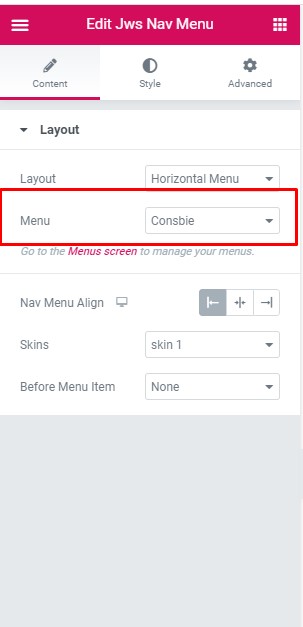 Edit Jws Nav Menu
Content Style Advanced
Layout
Layout Horizontal Menu
Menu Consbie
Go to the Menus screen to manage your menus.
Nav Menu Align
Skins skin 1
Before Menu Item None